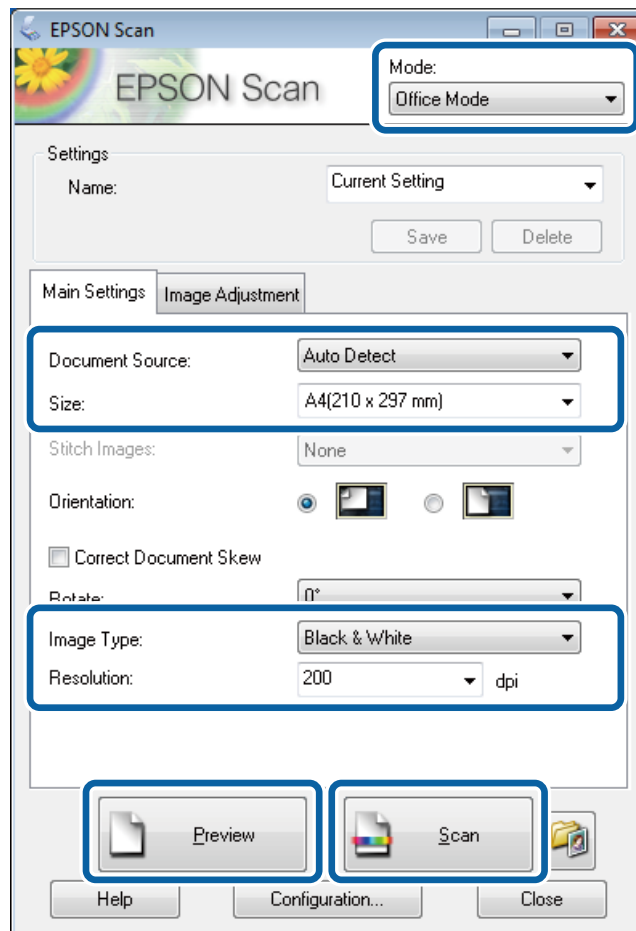 EPSON Scan
EPSON Scan
Mode:
Office Mode
Settings
Name: Current Setting
Save Delete
Main Settings Image Adjustment
Document Source: Auto Detect
Size: A4(210 x 297 mm)
Stitch Images: None
Orientation:
Correct Document Skew
Rotate: 0°
Image Type: Black & White
Resolution: 200 dpi
Preview Scan
Help Configuration... Close